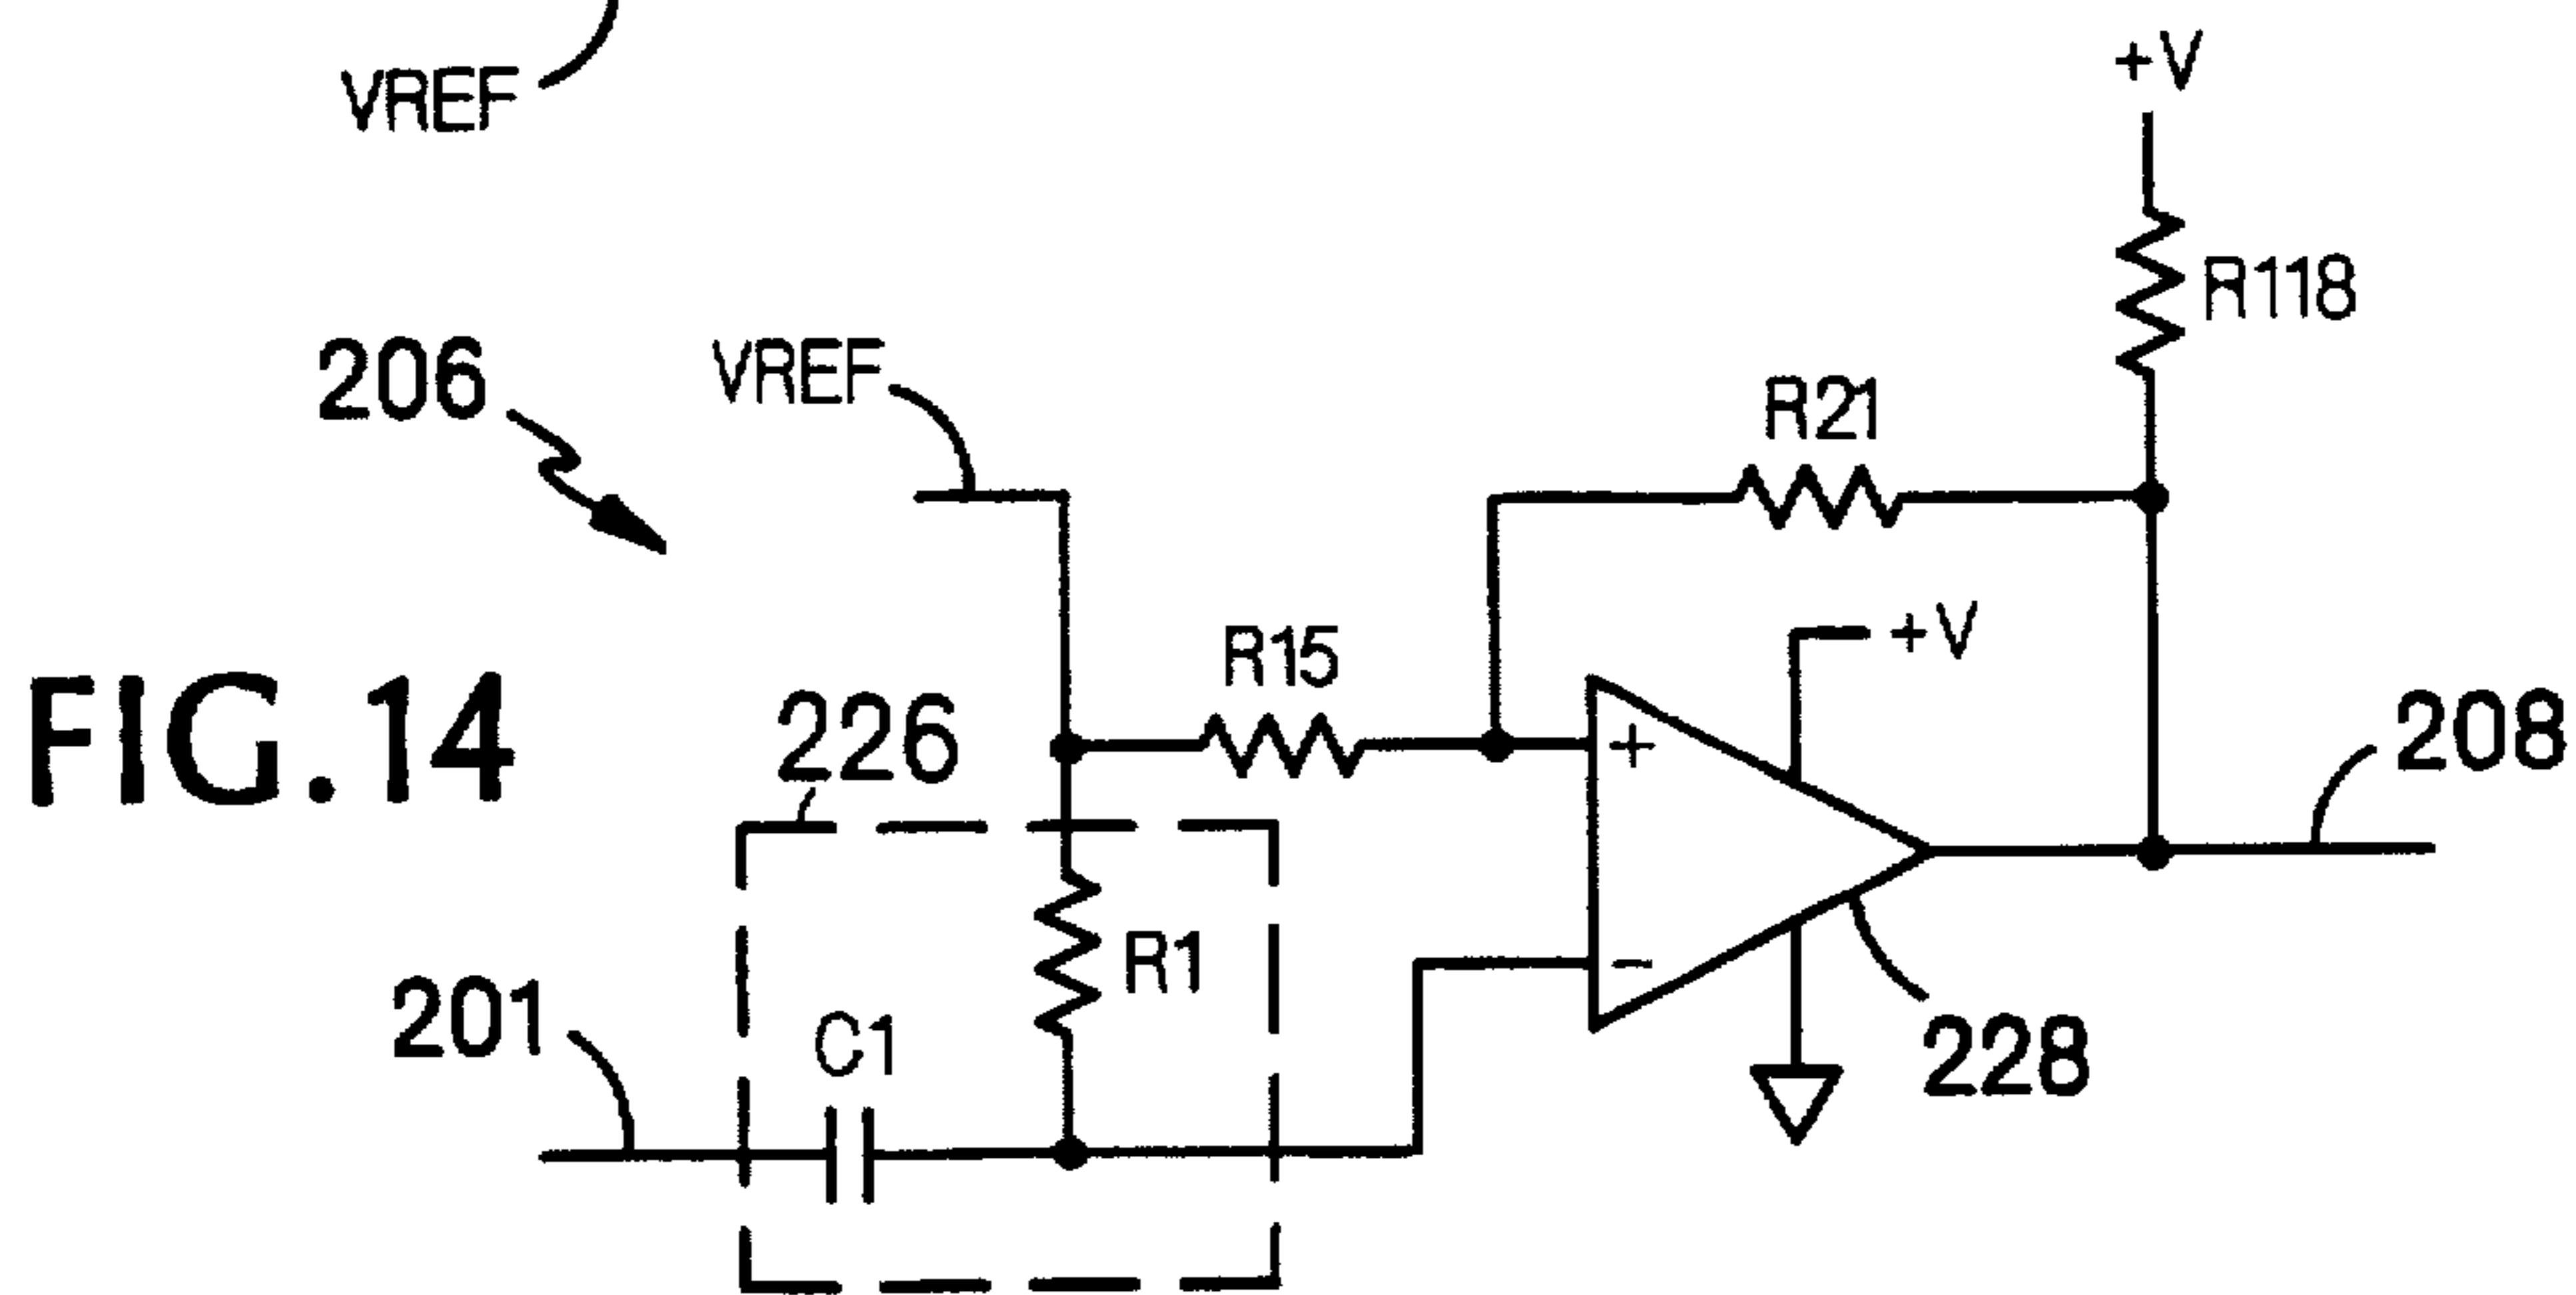 VREF
+V
R118
206
VREF
R21
+V
R15
FIG.14
226
208
+
R1
-
201
C1
228